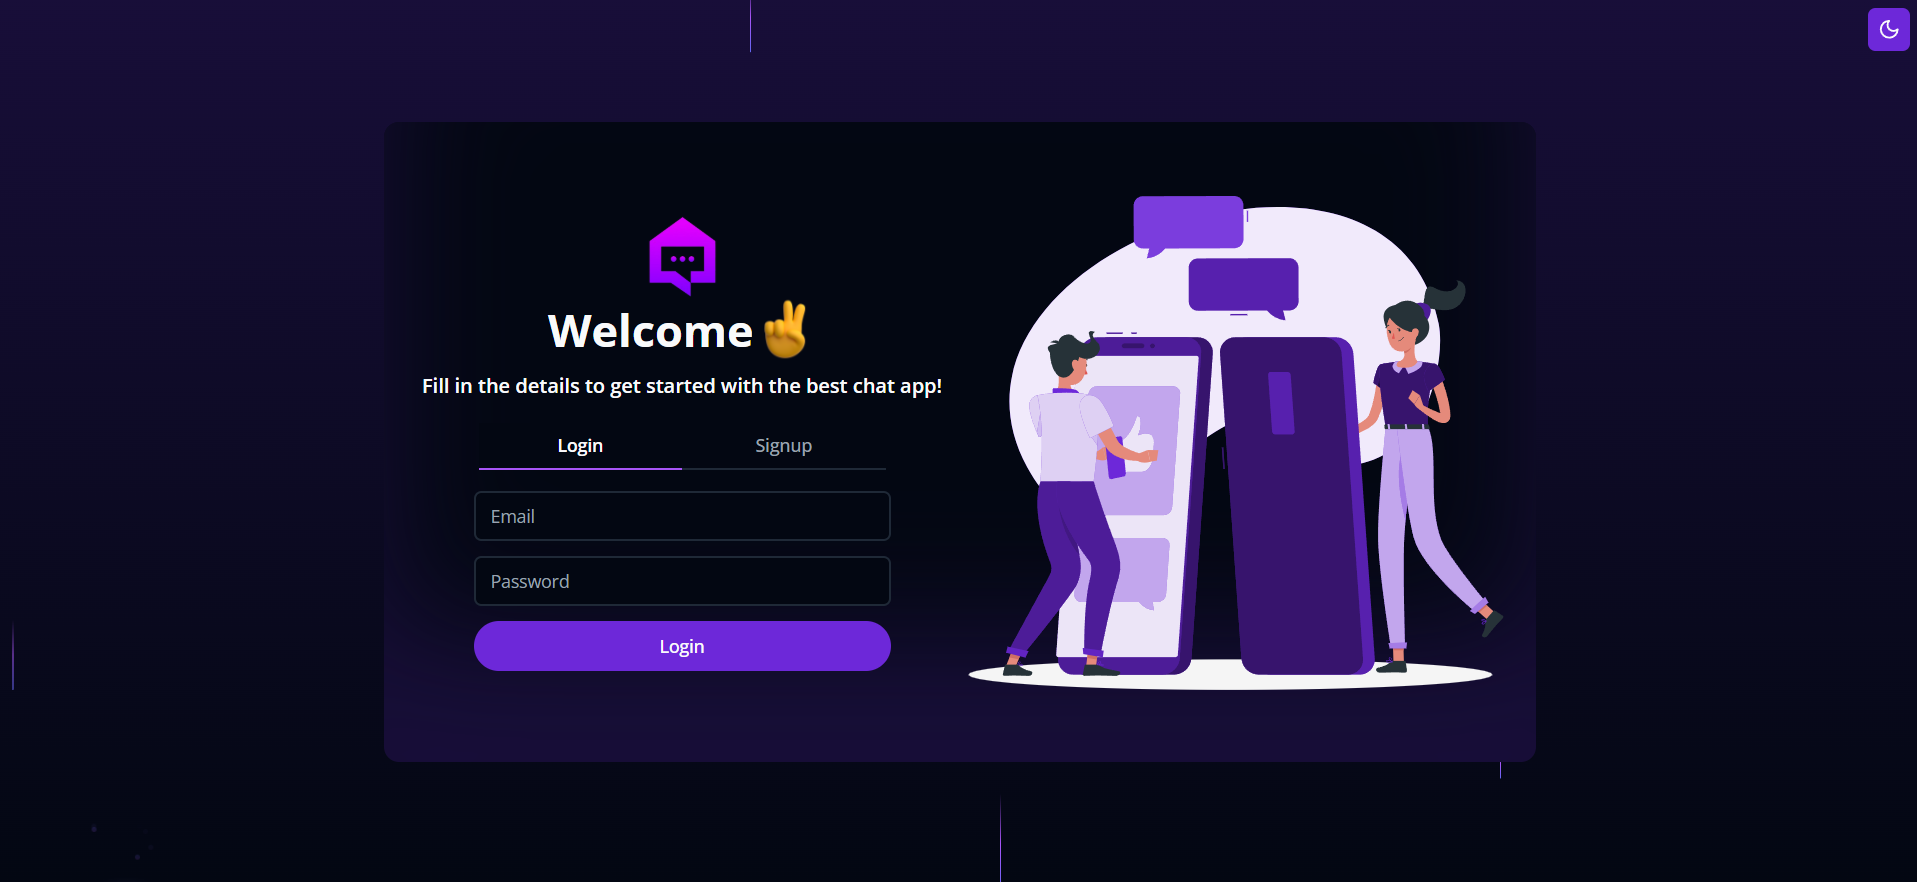 Welcome ✌
Fill in the details to get started with the best chat app!
Login Signup
Email
Password
Login